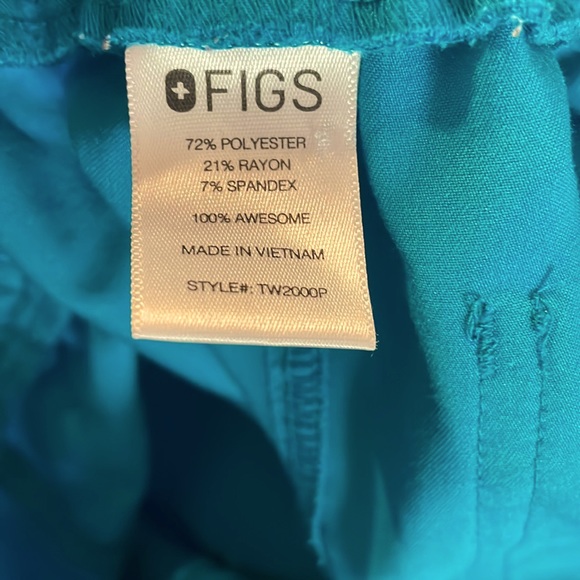 FIGS
72% POLYESTER
21% RAYON
7% SPANDEX
100% AWESOME
MADE IN VIETNAM
STYLE#: TW2000P